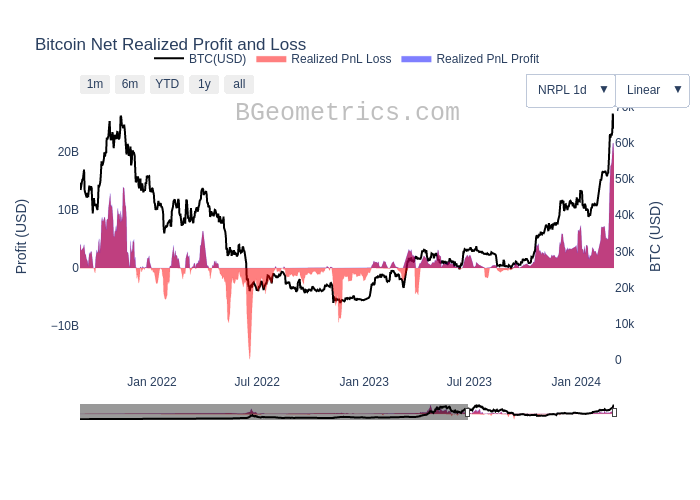 Bitcoin Net Realized Profit and Loss
BTC(USD) Realized PnL Loss Realized PnL Profit
1m 6m YTD 1y all
NRPL 1d ▼ Linear ▼
BGeometrics.com
70k
60k
50k
40k
30k
20k
10k
0
20B
10B
0
−10B
Profit (USD)
BTC (USD)
Jan 2022 Jul 2022 Jan 2023 Jul 2023 Jan 2024